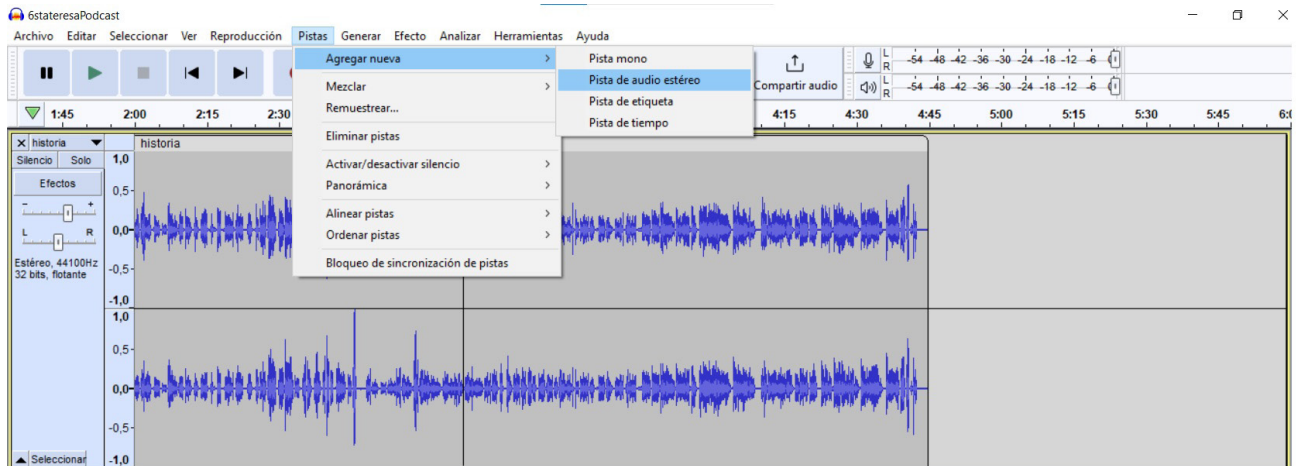 6stateresaPodcast
Archivo Editar Seleccionar Ver Reproducción Pistas Generar Efecto Analizar Herramientas Ayuda
Agregar nueva
Mezclar
Remuestrear...
Eliminar pistas
Activar/desactivar silencio
Panorámica
Alinear pistas
Ordenar pistas
Bloqueo de sincronización de pistas
Pista mono
Pista de audio estéreo
Pista de etiqueta
Pista de tiempo
Compartir audio
L R -54 -48 -42 -36 -30 -24 -18 -12 -6
L R -54 -48 -42 -36 -30 -24 -18 -12 -6
1:45 2:00 2:15 2:30 4:15 4:30 4:45 5:00 5:15 5:30 5:45
historia
historia
Silencio Solo
Efectos
- +
L R
Estéreo, 44100Hz
32 bits, flotante
Seleccionar
1,0
0,5
0,0
-0,5
-1,0
1,0
0,5
0,0
-0,5
-1,0